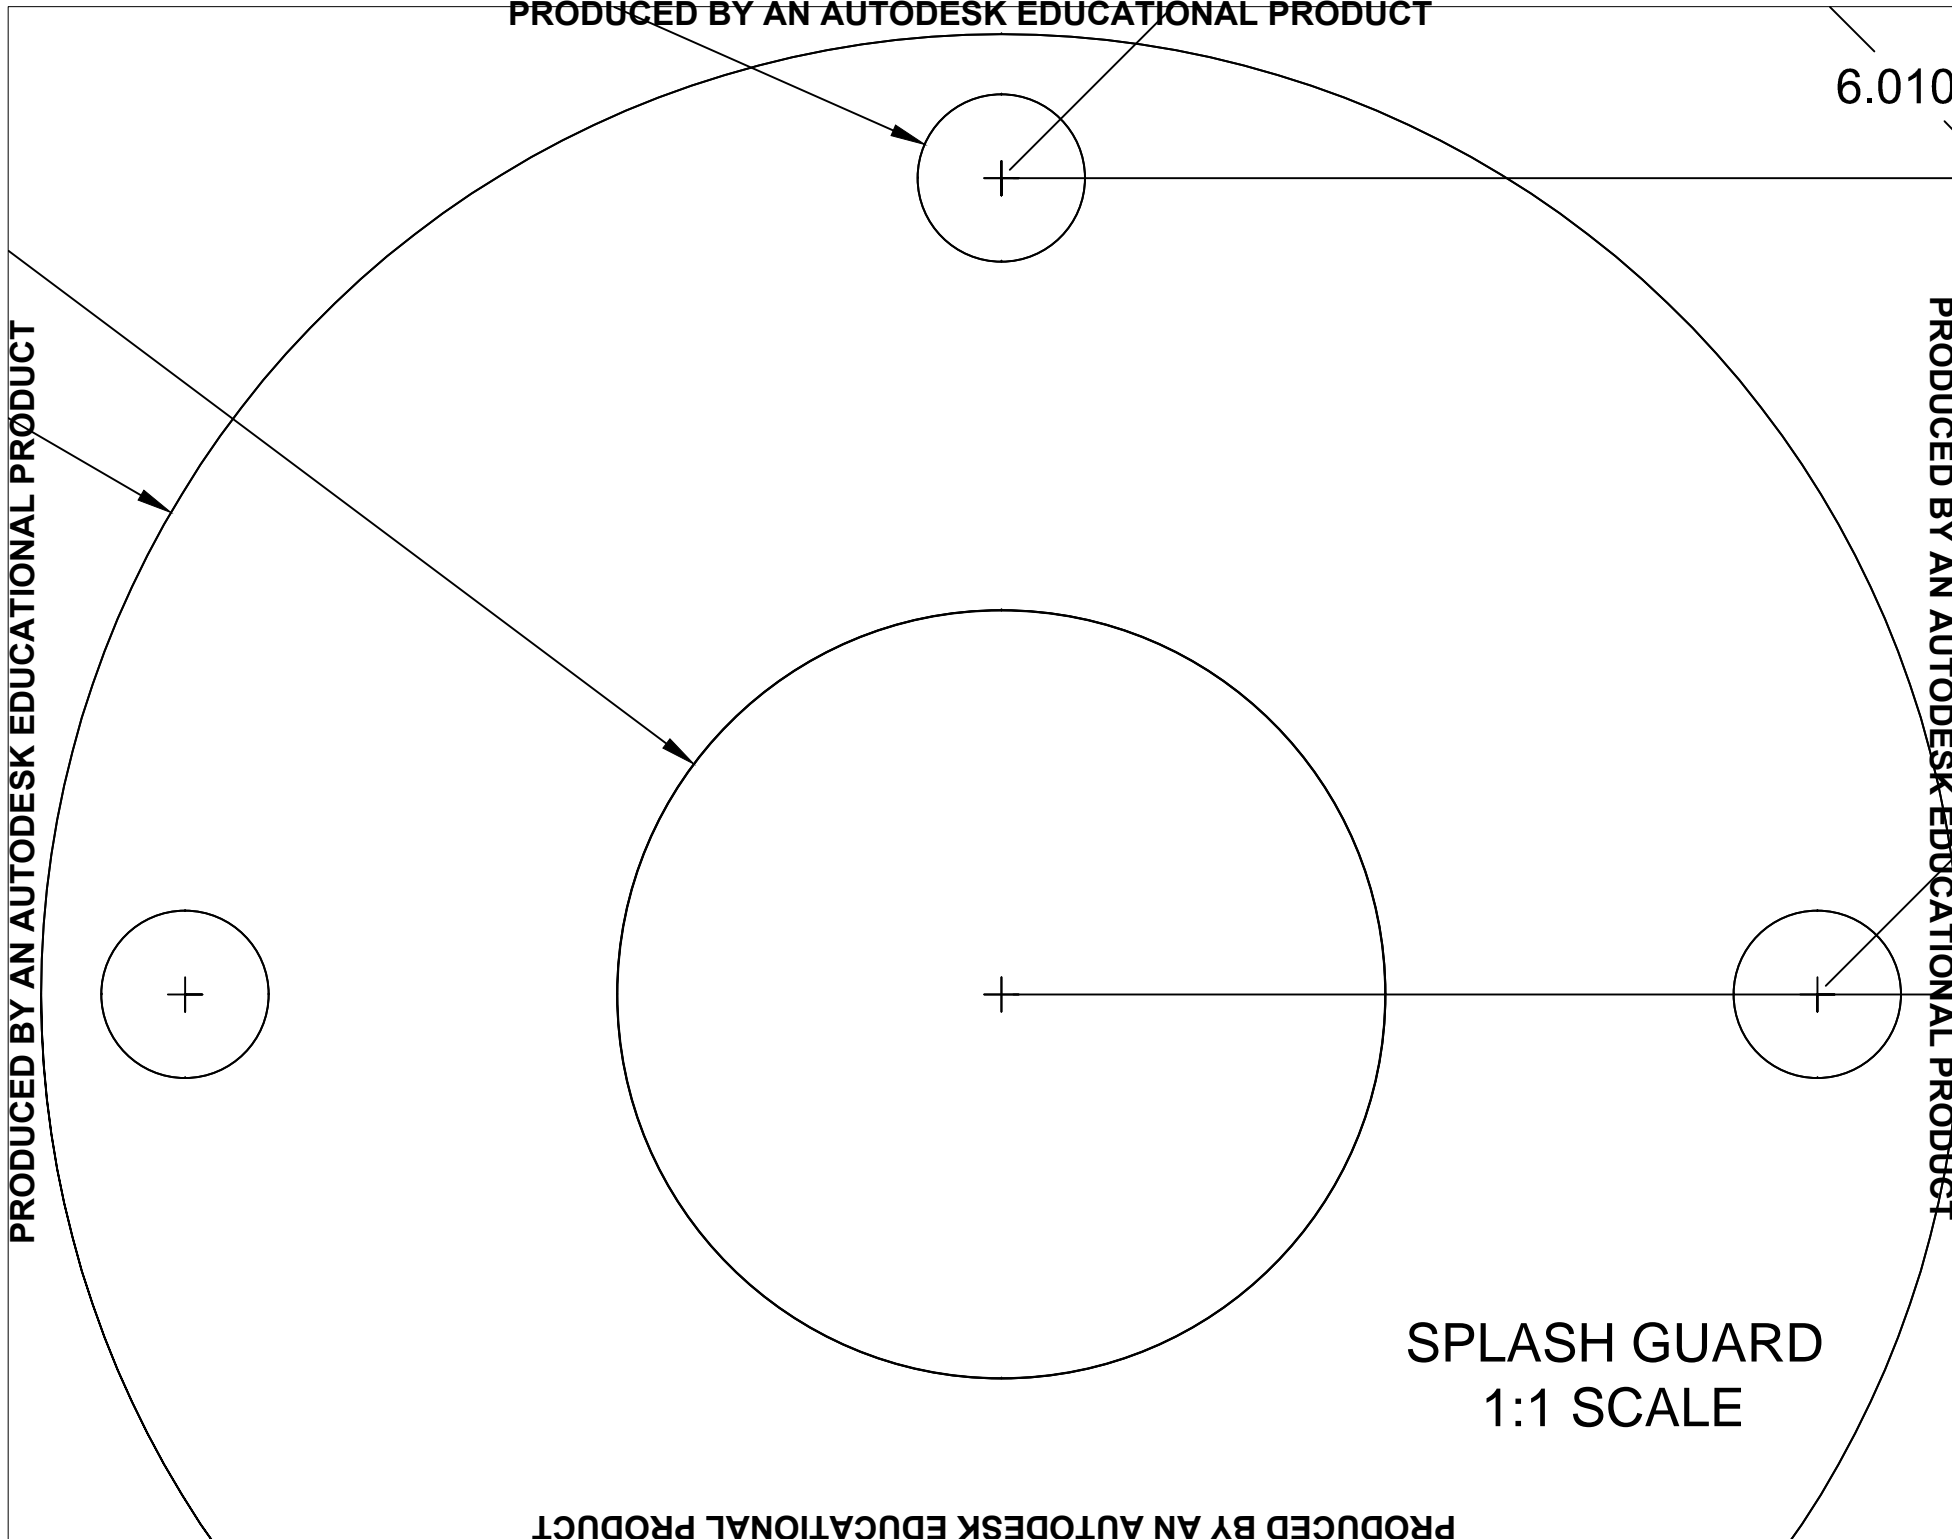 PRODUCED BY AN AUTODESK EDUCATIONAL PRODUCT
6.010
PRODUCED BY AN AUTODESK EDUCATIONAL PRODUCT
PRODUCED BY AN AUTODESK EDUCATIONAL PRODUCT
SPLASH GUARD
1:1 SCALE
PRODUCED BY AN AUTODESK EDUCATIONAL PRODUCT